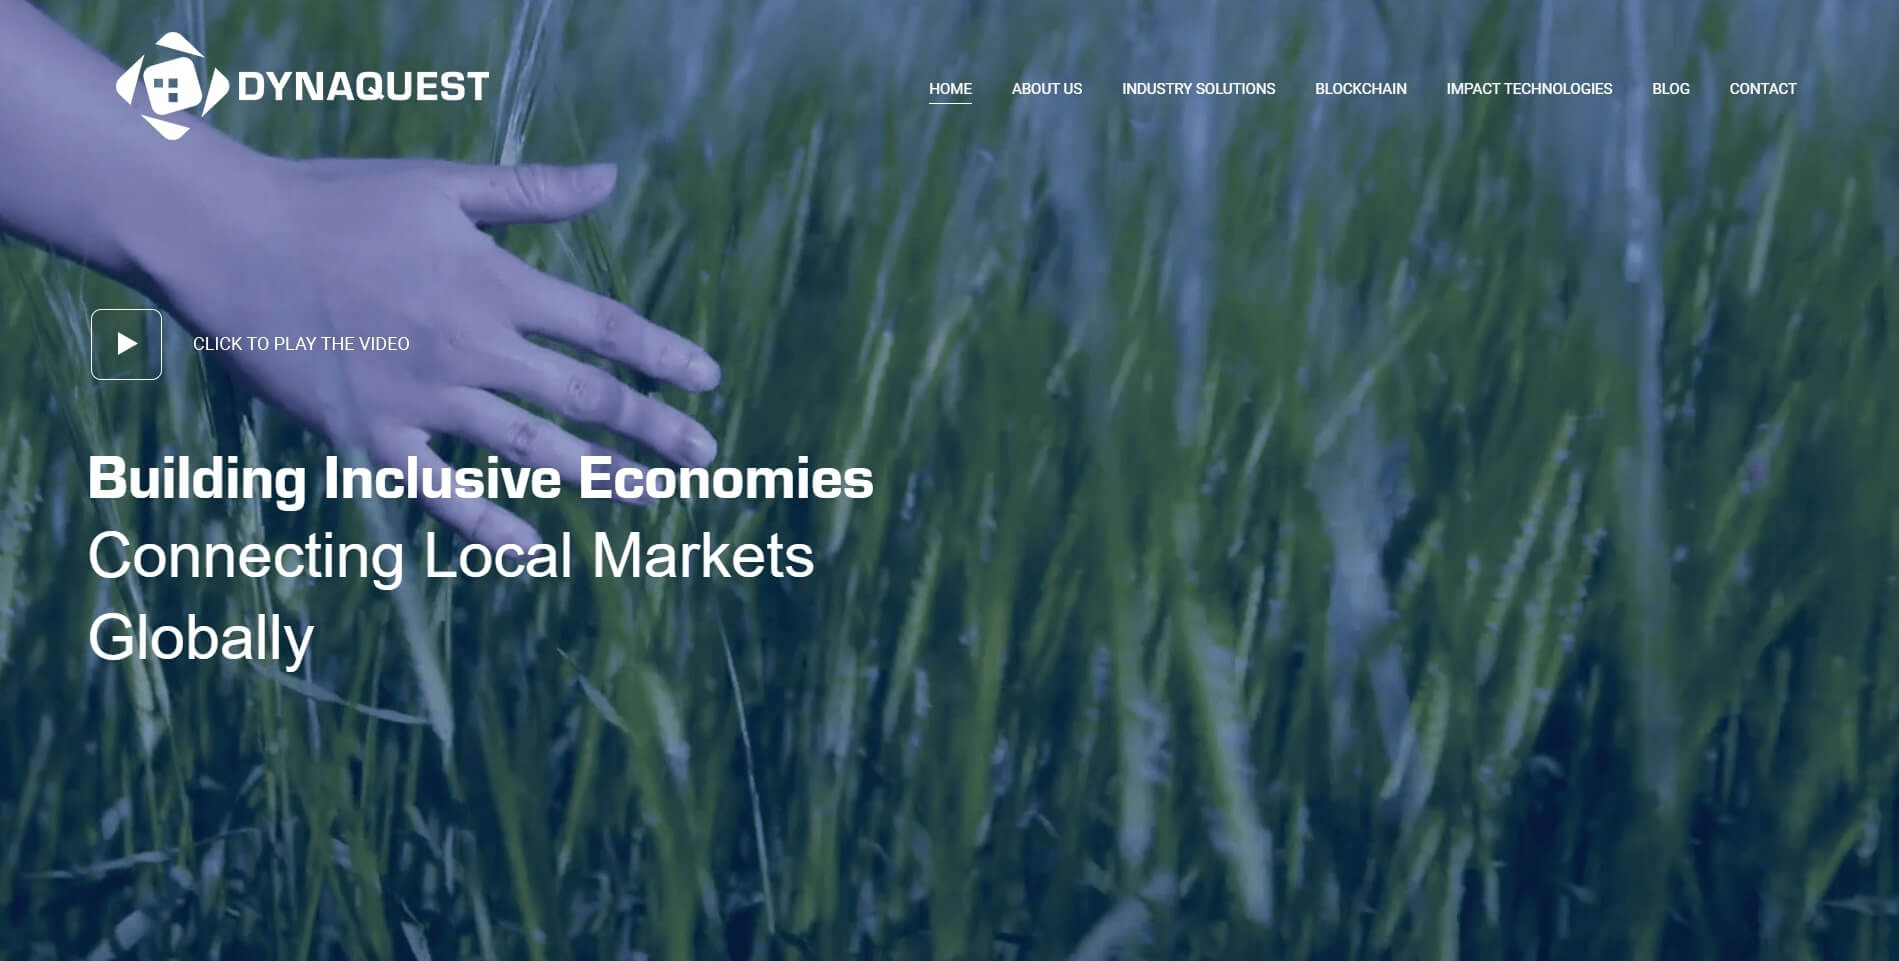 DYNAQUEST
HOME ABOUT US INDUSTRY SOLUTIONS BLOCKCHAIN IMPACT TECHNOLOGIES BLOG CONTACT
CLICK TO PLAY THE VIDEO
Building Inclusive Economies
Connecting Local Markets
Globally